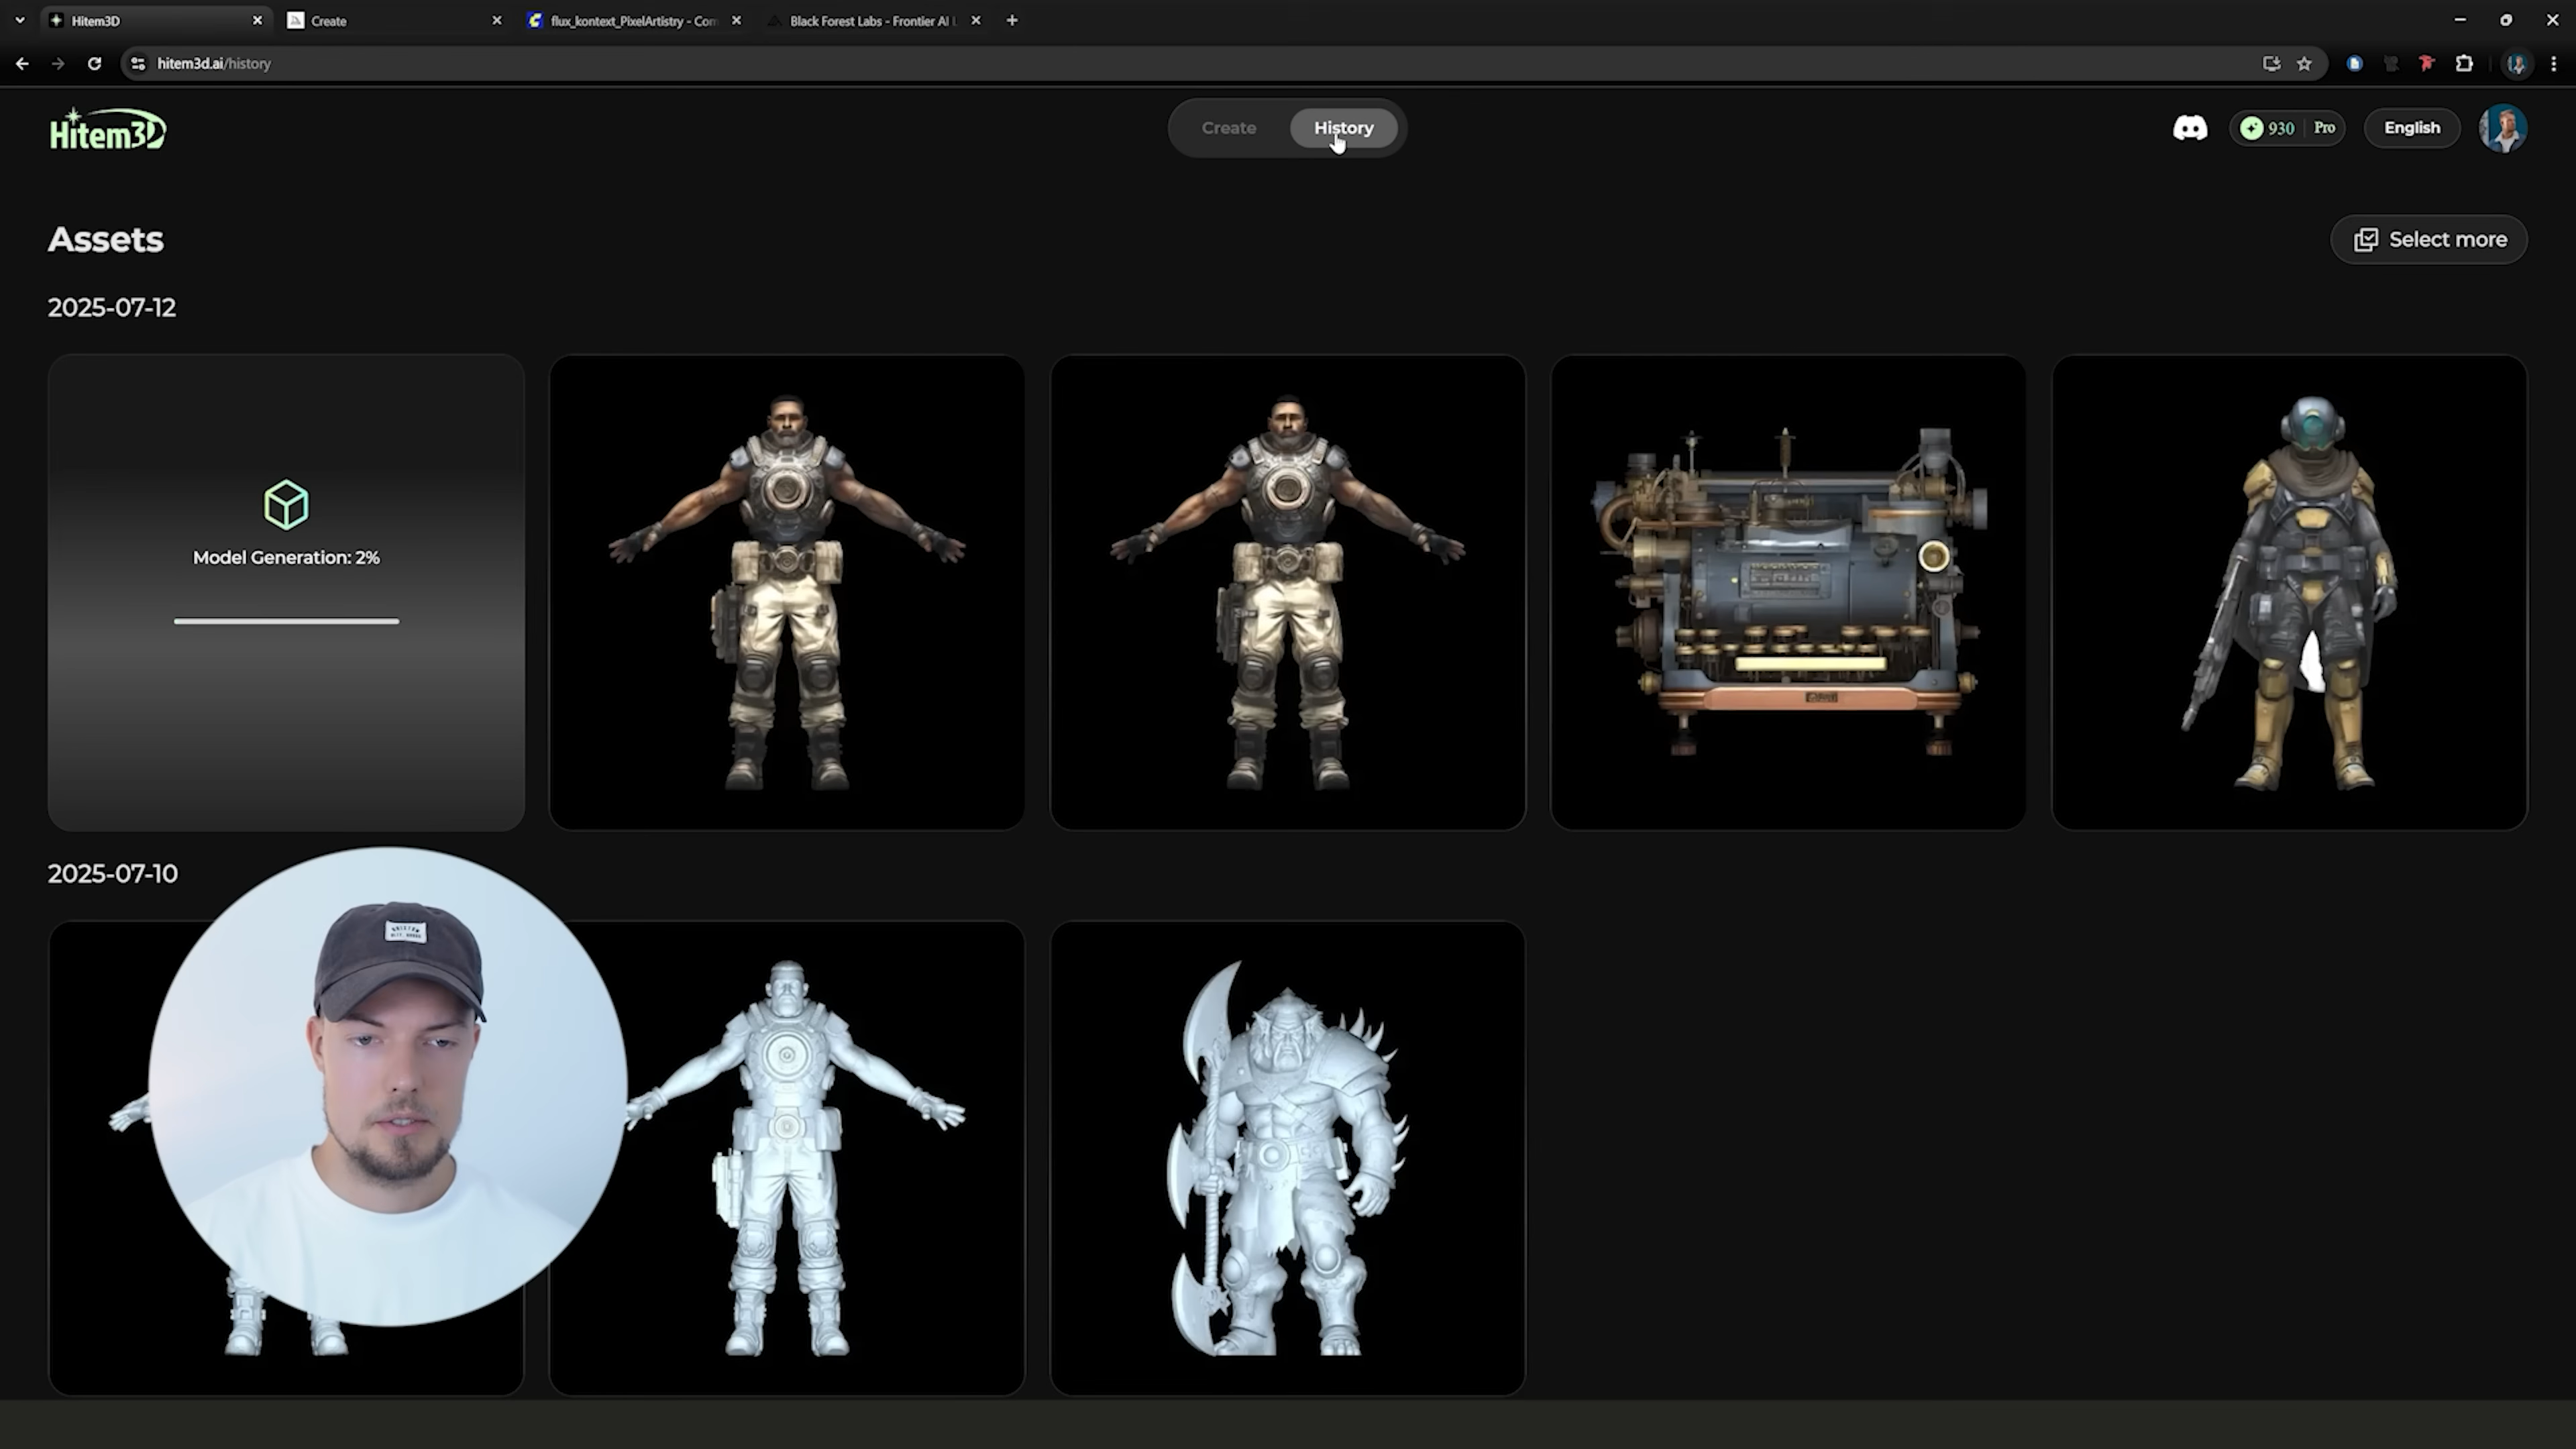 Hitem3D
Create
flux_kontext_PixelArtistry - Com
Black Forest Labs - Frontier AI
hitem3d.ai/history
Hitem3D
Create
History
930
Pro
English
Assets
Select more
2025-07-12
Model Generation: 2%
2025-07-10